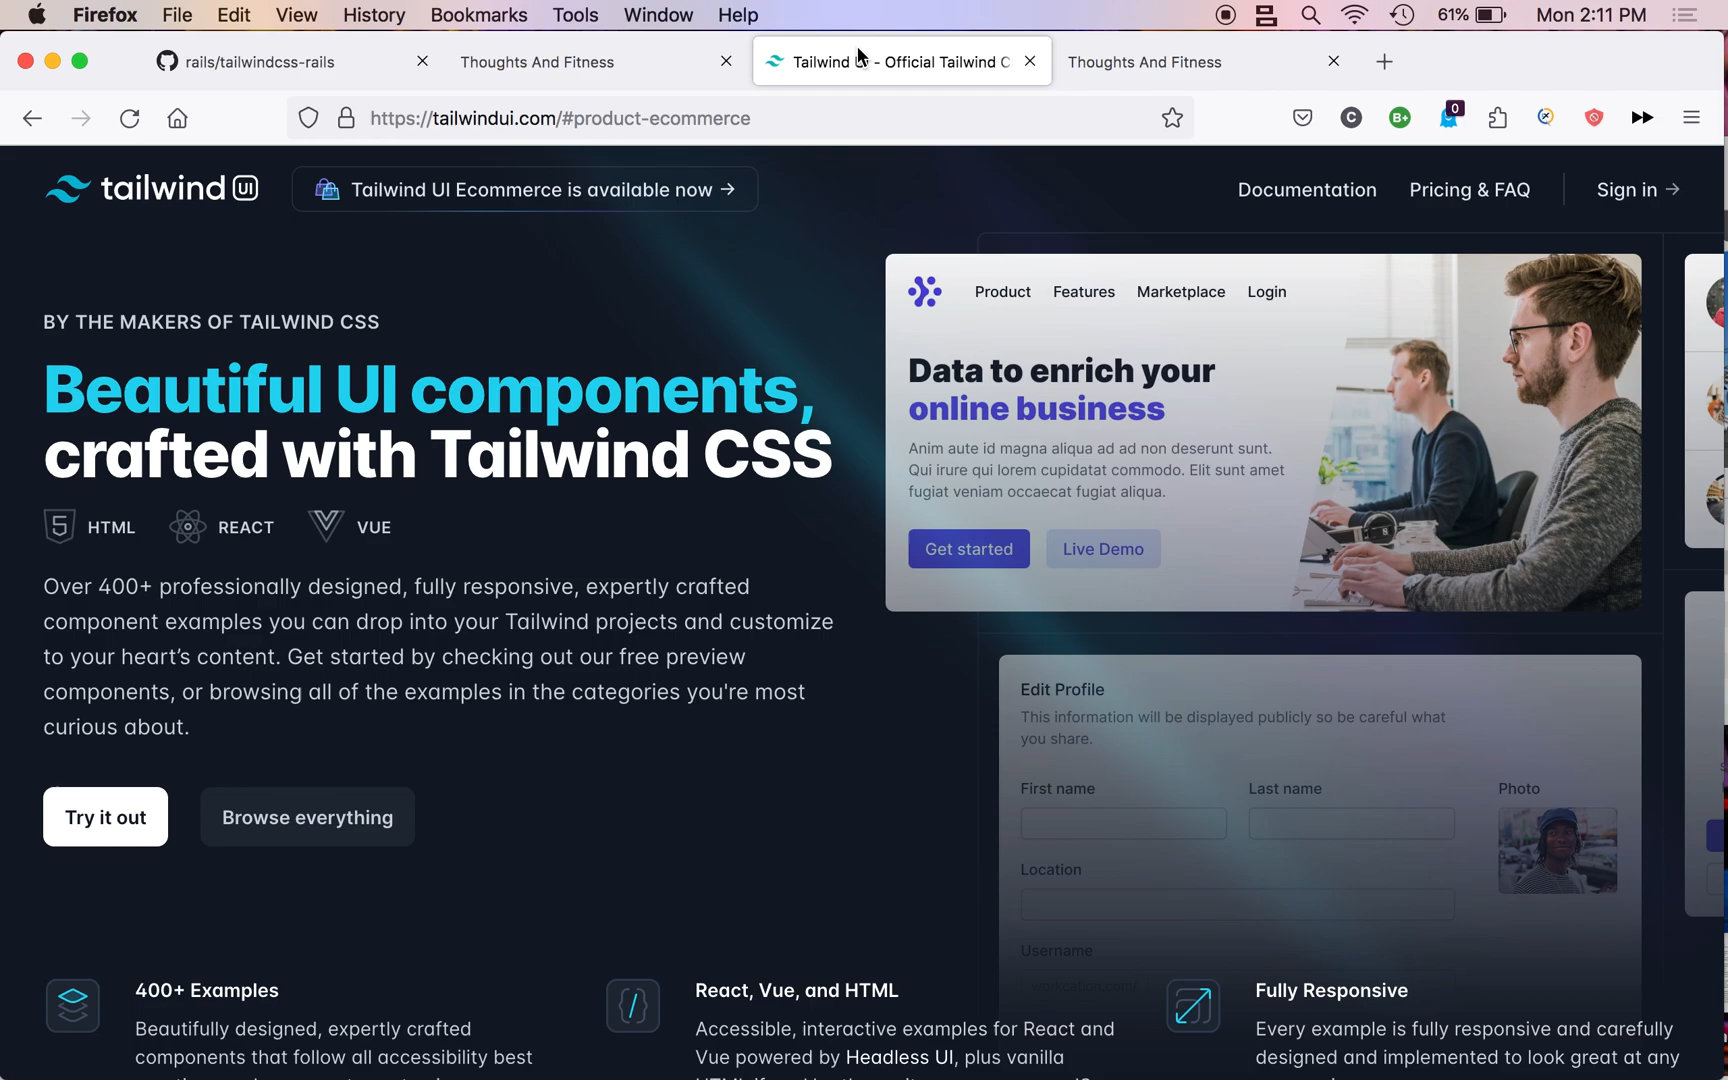 Firefox File Edit View History Bookmarks Tools Window Help 61% Mon 2:11 PM
rails/tailwindcss-rails Thoughts And Fitness Tailwind - Official Tailwind C Thoughts And Fitness
https://tailwindui.com/#product-ecommerce C B+ 0
tailwind UI Tailwind UI Ecommerce is available now → Documentation Pricing & FAQ Sign in →
BY THE MAKERS OF TAILWIND CSS
Beautiful UI components,
crafted with Tailwind CSS
5 HTML REACT VUE
Over 400+ professionally designed, fully responsive, expertly crafted
component examples you can drop into your Tailwind projects and customize
to your heart's content. Get started by checking out our free preview
components, or browsing all of the examples in the categories you're most
curious about.
Try it out Browse everything
Product Features Marketplace Login
Data to enrich your
online business
Anim aute id magna aliqua ad ad non deserunt sunt.
Qui irure qui lorem cupidatat commodo. Elit sunt amet
fugiat veniam occaecat fugiat aliqua.
Get started Live Demo
Edit Profile
This information will be displayed publicly so be careful what
you share.
First name Last name Photo
Location
Username
workcation.com/
400+ Examples
Beautifully designed, expertly crafted
components that follow all accessibility best
React, Vue, and HTML
Accessible, interactive examples for React and
Vue powered by Headless UI, plus vanilla
Fully Responsive
Every example is fully responsive and carefully
designed and implemented to look great at any